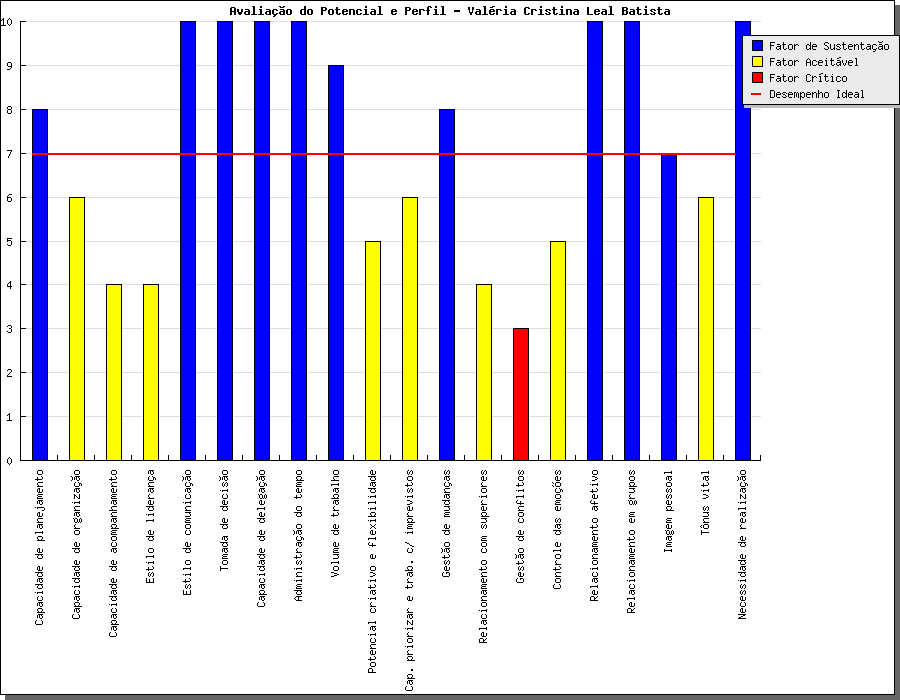 Avaliação do Potencial e Perfil - Valéria Cristina Leal Batista
10
9
8
7
6
5
4
3
2
1
0
Fator de Sustentação
Fator Aceitável
Fator Crítico
Desempenho Ideal
Capacidade de planejamento
Capacidade de organização
Capacidade de acompanhamento
Estilo de liderança
Estilo de comunicação
Tomada de decisão
Capacidade de delegação
Administração do tempo
Volume de trabalho
Potencial criativo e flexibilidade
Cap. priorizar e trab. c/ imprevistos
Gestão de mudanças
Relacionamento com superiores
Gestão de conflitos
Controle das emoções
Relacionamento afetivo
Relacionamento em grupos
Imagem pessoal
Tônus vital
Necessidade de realização